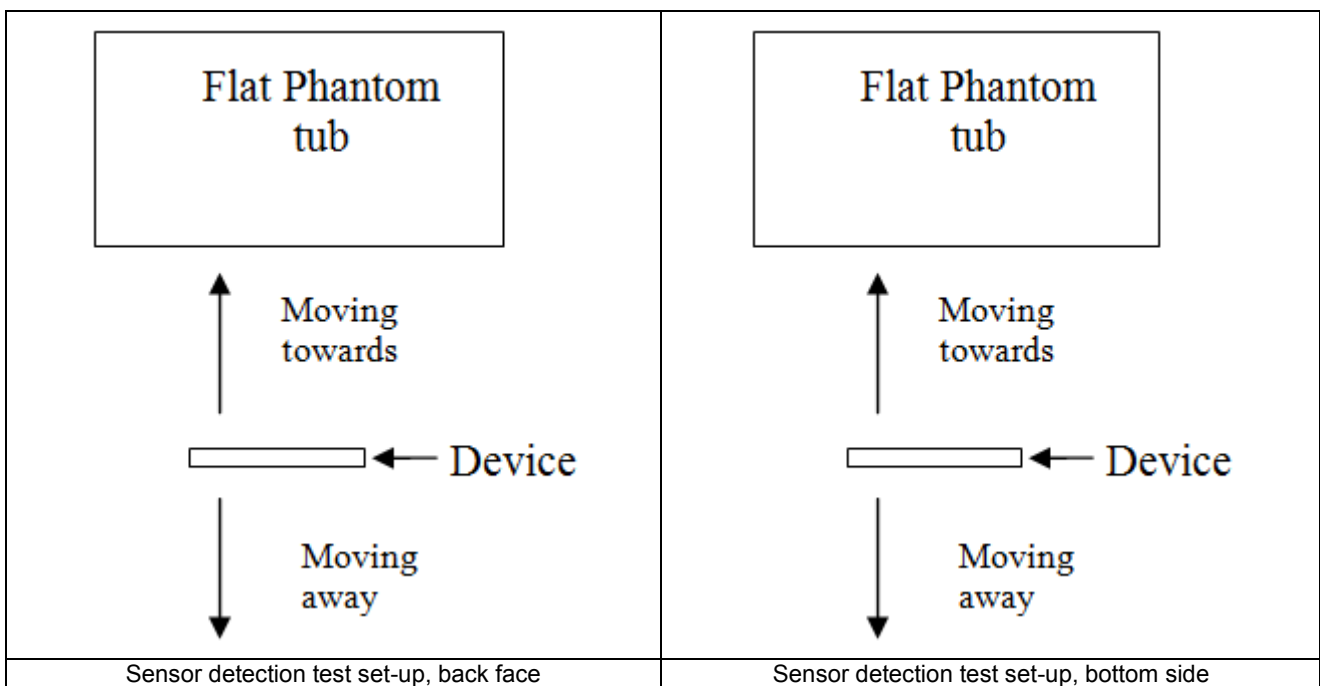 Flat Phantom
tub
Moving
towards
Device
Moving
away
Sensor detection test set-up, back face
Flat Phantom
tub
Moving
towards
Device
Moving
away
Sensor detection test set-up, bottom side